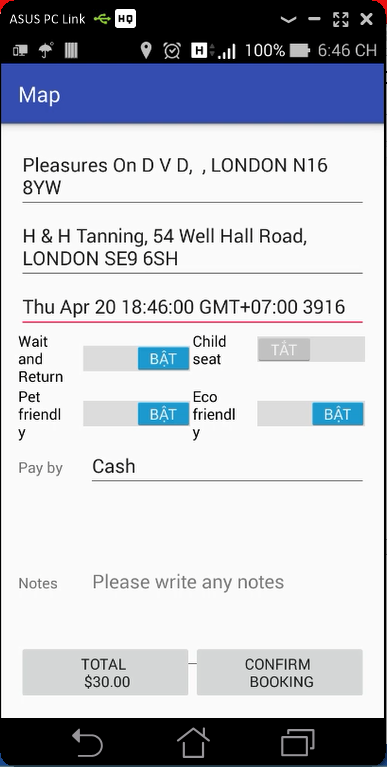 ASUS PC Link HQ
H 100% 6:46 CH
Map
Pleasures On D V D, , LONDON N16
8YW
H & H Tanning, 54 Well Hall Road,
LONDON SE9 6SH
Thu Apr 20 18:46:00 GMT+07:00 3916
Wait
and
Return
BẬT
Child
seat
TẮT
Pet
friendl
y
BẬT
Eco
friendl
y
BẬT
Pay by Cash
Notes Please write any notes
TOTAL
$30.00
CONFIRM
BOOKING